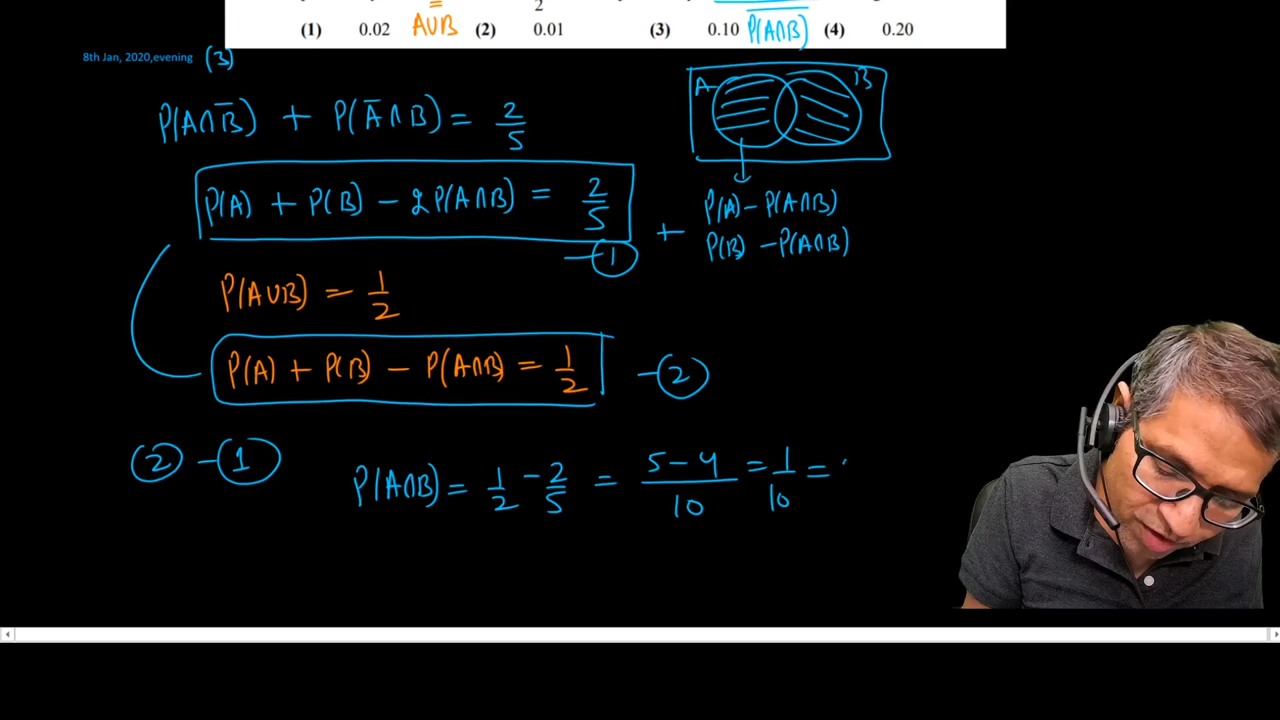 2
(1) 0.02 A∪B (2) 0.01 (3) 0.10 P(A∩B) (4) 0.20
8th Jan, 2020,evening (3)
A B
P(A∩B̅) + P(A̅∩B) = 2/5
P(A) + P(B) − 2P(A∩B) = 2/5
−①
+ P(A) − P(A∩B)
P(B) − P(A∩B)
P(A∪B) = 1/2
P(A) + P(B) − P(A∩B) = 1/2 −②
② − ①
P(A∩B) = 1/2 − 2/5 = 5−4/10 = 1/10 =